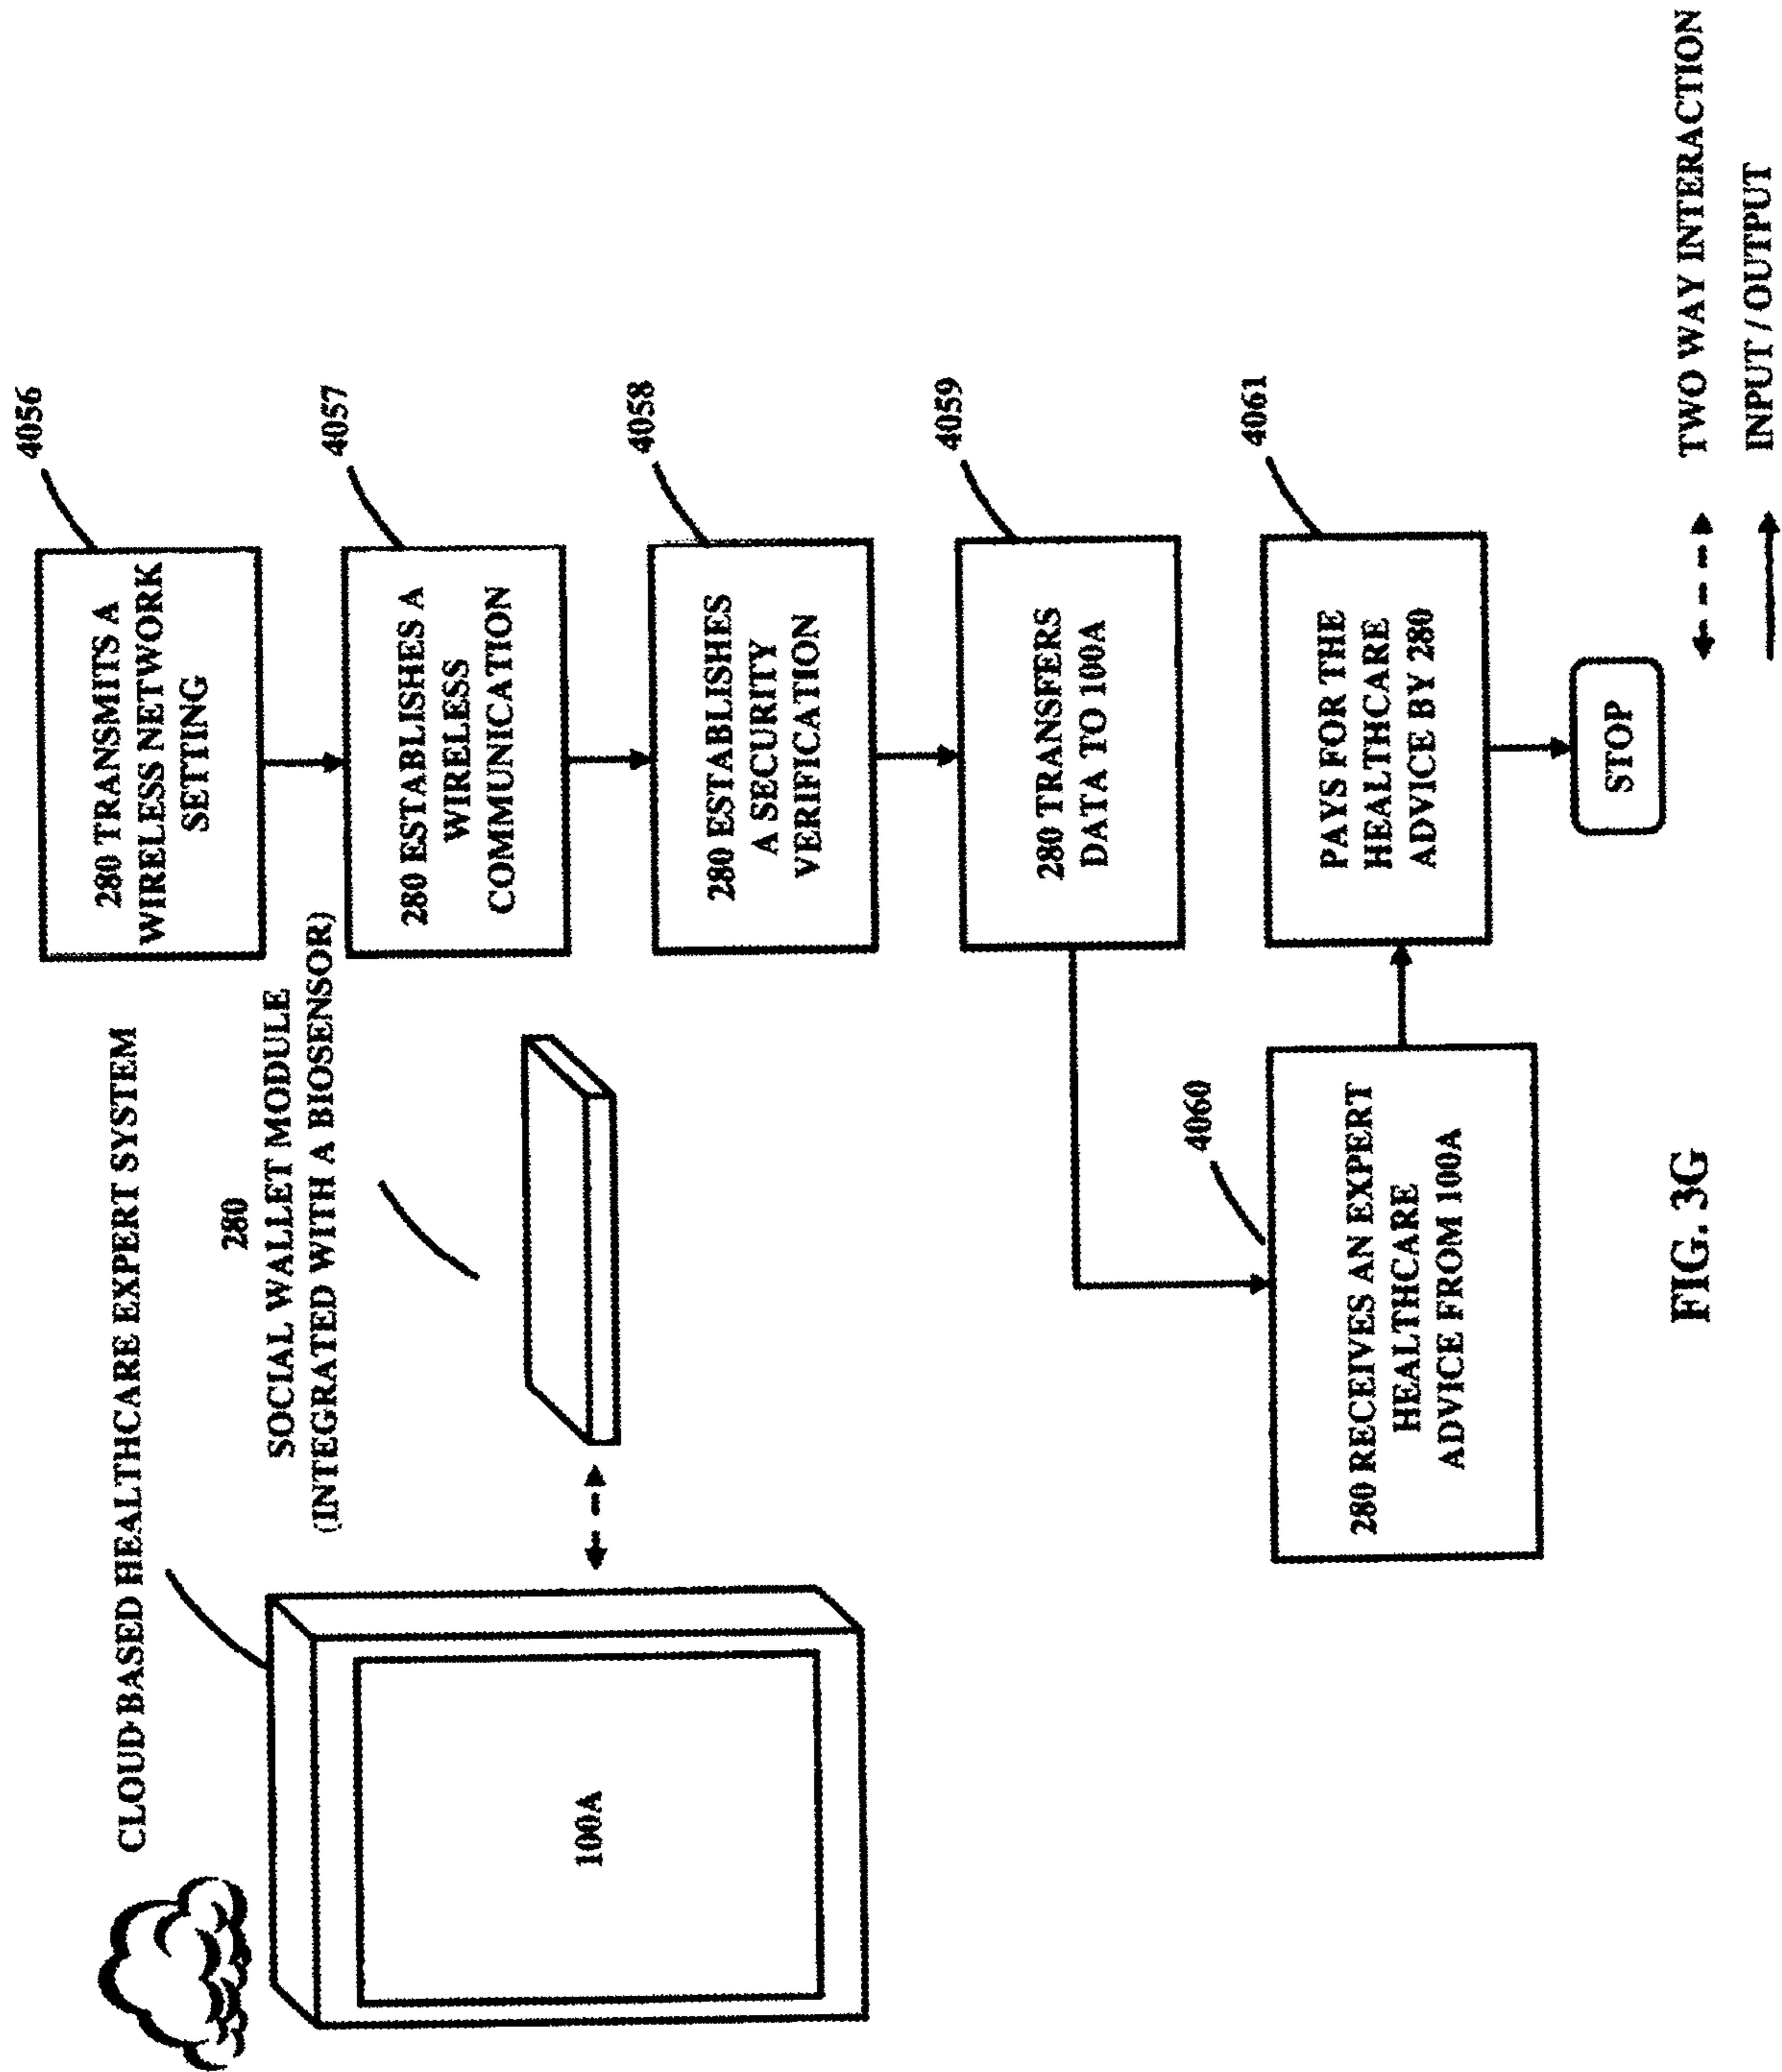 CLOUD BASED HEALTHCARE EXPERT SYSTEM
280
SOCIAL WALLET MODULE
(INTEGRATED WITH A BIOSENSOR)
100A
4056
280 TRANSMITS A
WIRELESS NETWORK
SETTING
4057
280 ESTABLISHES A
WIRELESS
COMMUNICATION
4058
280 ESTABLISHES
A SECURITY
VERIFICATION
4059
280 TRANSFERS
DATA TO 100A
4060
280 RECEIVES AN EXPERT
HEALTHCARE
ADVICE FROM 100A
4061
PAYS FOR THE
HEALTHCARE
ADVICE BY 280
STOP
TWO WAY INTERACTION
INPUT / OUTPUT
FIG. 3G